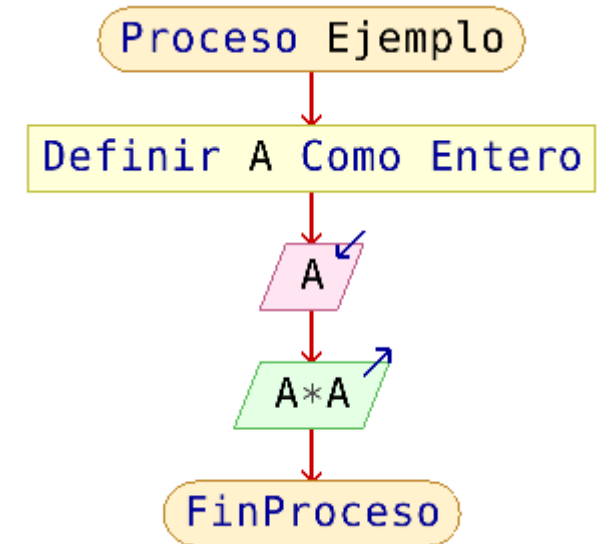 Proceso Ejemplo
Definir A Como Entero
A
A*A
FinProceso